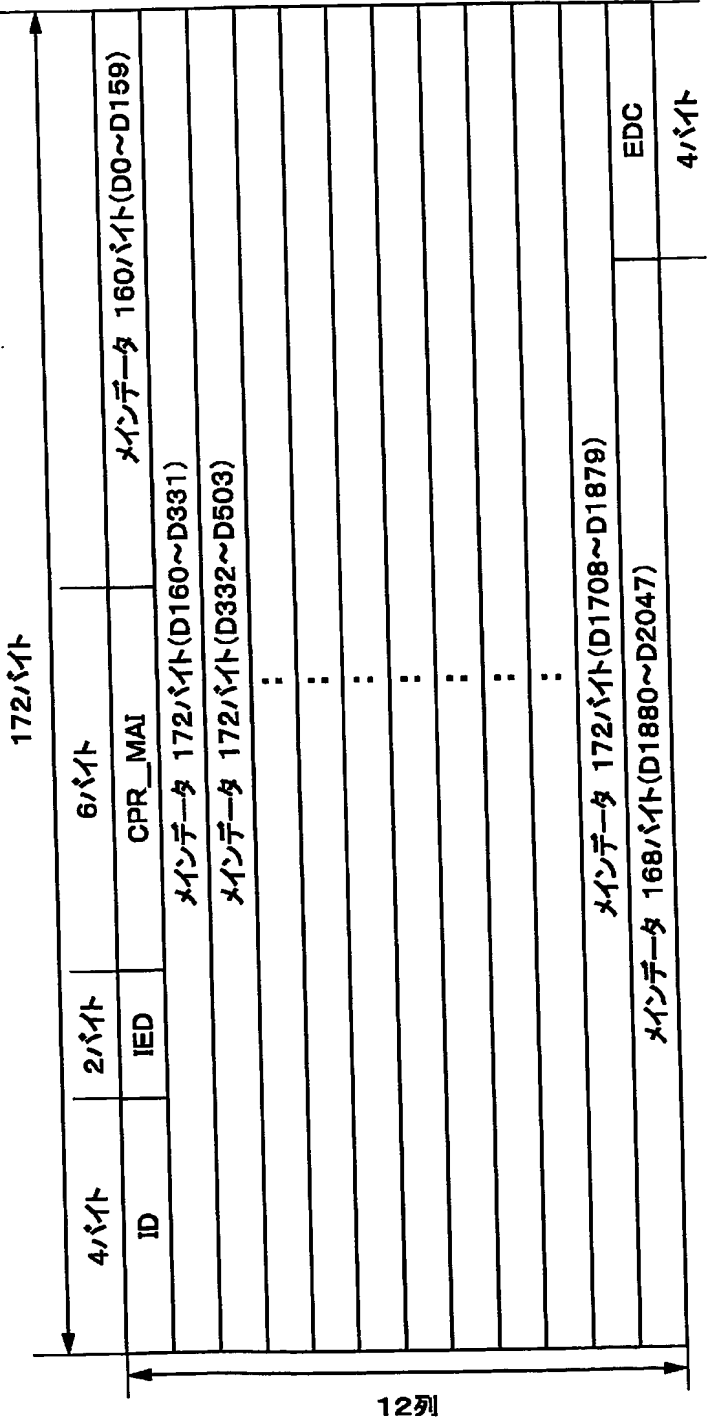 172バイト
4バイト 2バイト 6バイト
ID IED CPR_MAI メインデータ 160バイト(D0~D159)
メインデータ 172バイト(D160~D331)
メインデータ 172バイト(D332~D503)
メインデータ 172バイト(D1708~D1879)
メインデータ 168バイト(D1880~D2047) EDC
4バイト
12列